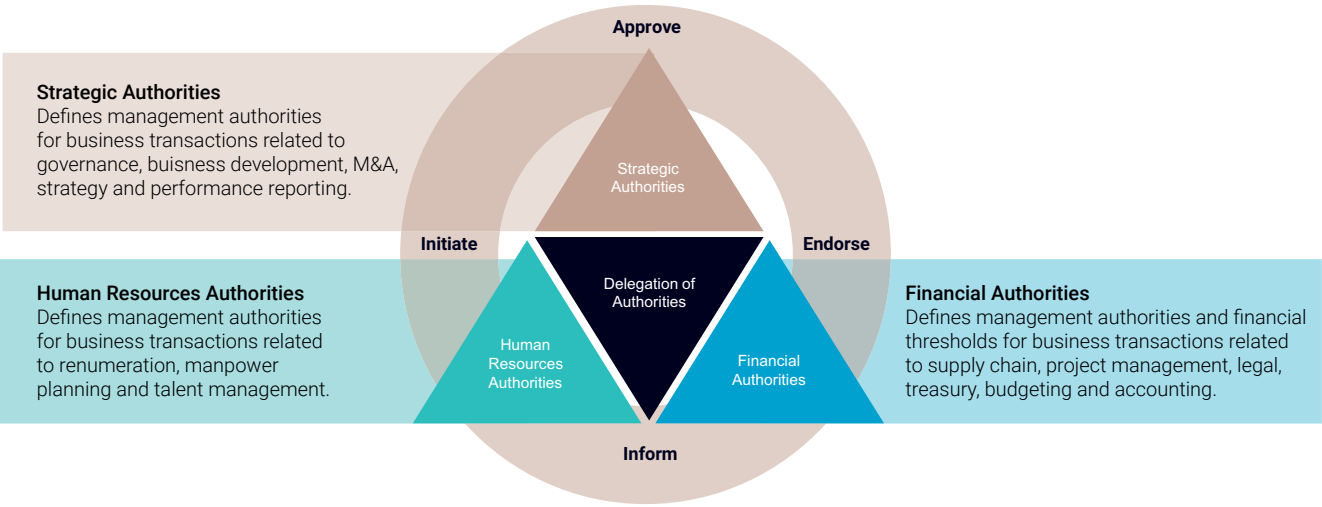 Approve
Strategic Authorities
Defines management authorities
for business transactions related to
governance, buisness development, M&A,
strategy and performance reporting.
Strategic
Authorities
Initiate
Endorse
Delegation of
Authorities
Human Resources Authorities
Defines management authorities
for business transactions related
to renumeration, manpower
planning and talent management.
Human
Resources
Authorities
Financial
Authorities
Financial Authorities
Defines management authorities and financial
thresholds for business transactions related
to supply chain, project management, legal,
treasury, budgeting and accounting.
Inform